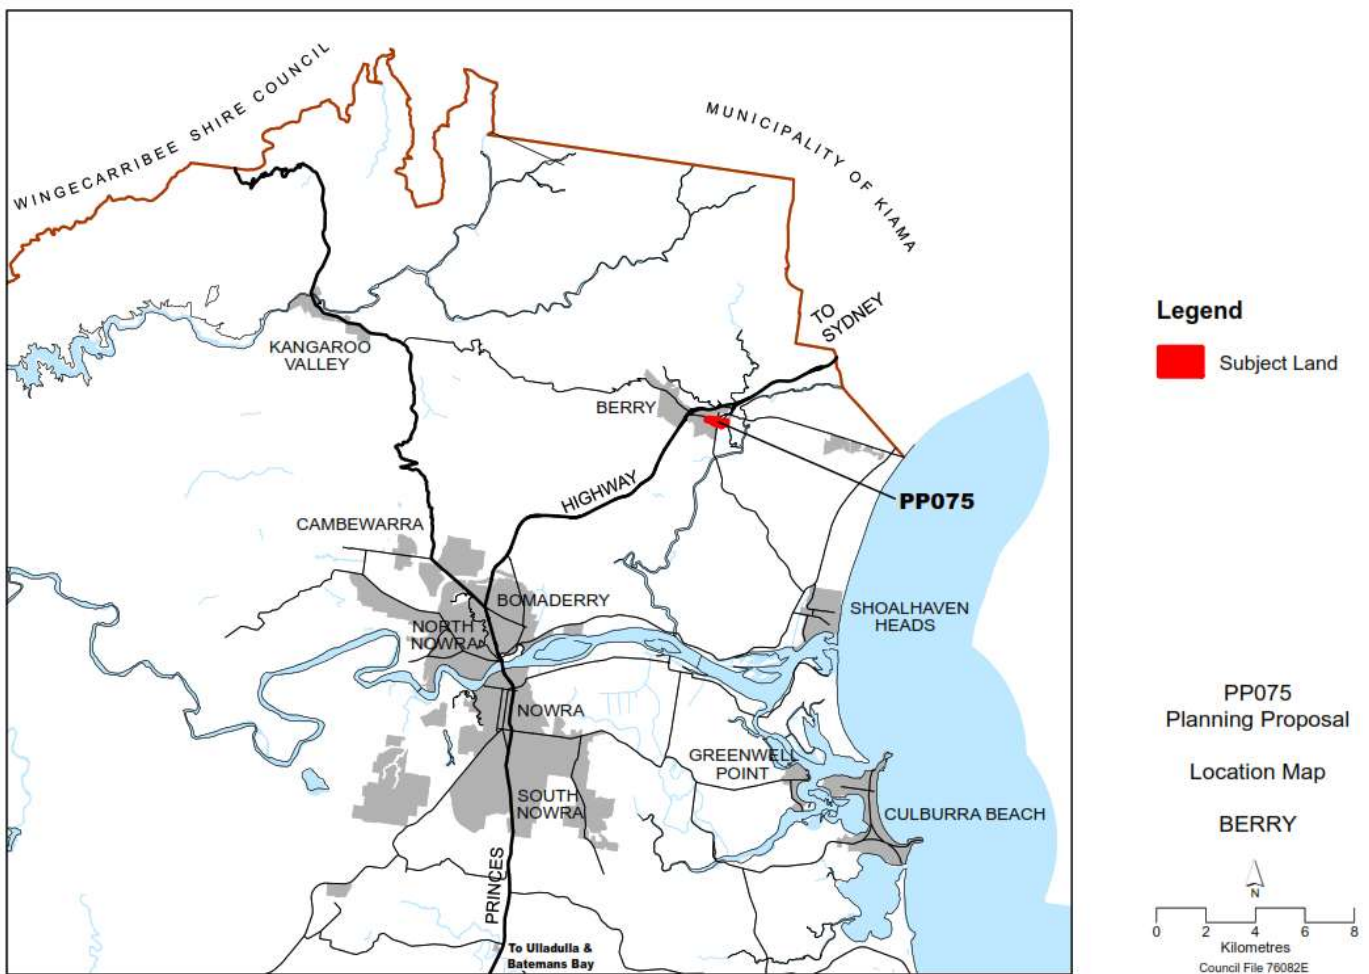 WINGECARRIBEE SHIRE COUNCIL
MUNICIPALITY OF KIAMA
TO
SYDNEY
KANGAROO
VALLEY
BERRY
HIGHWAY
PP075
CAMBEWARRA
BOMADERRY
NORTH
NOWRA
SHOALHAVEN
HEADS
NOWRA
GREENWELL
POINT
SOUTH
NOWRA
CULBURRA BEACH
PRINCES
To Ulladulla &
Batemans Bay
Legend
Subject Land
PP075
Planning Proposal
Location Map
BERRY
N
0 2 4 6 8
Kilometres
Council File 76082E